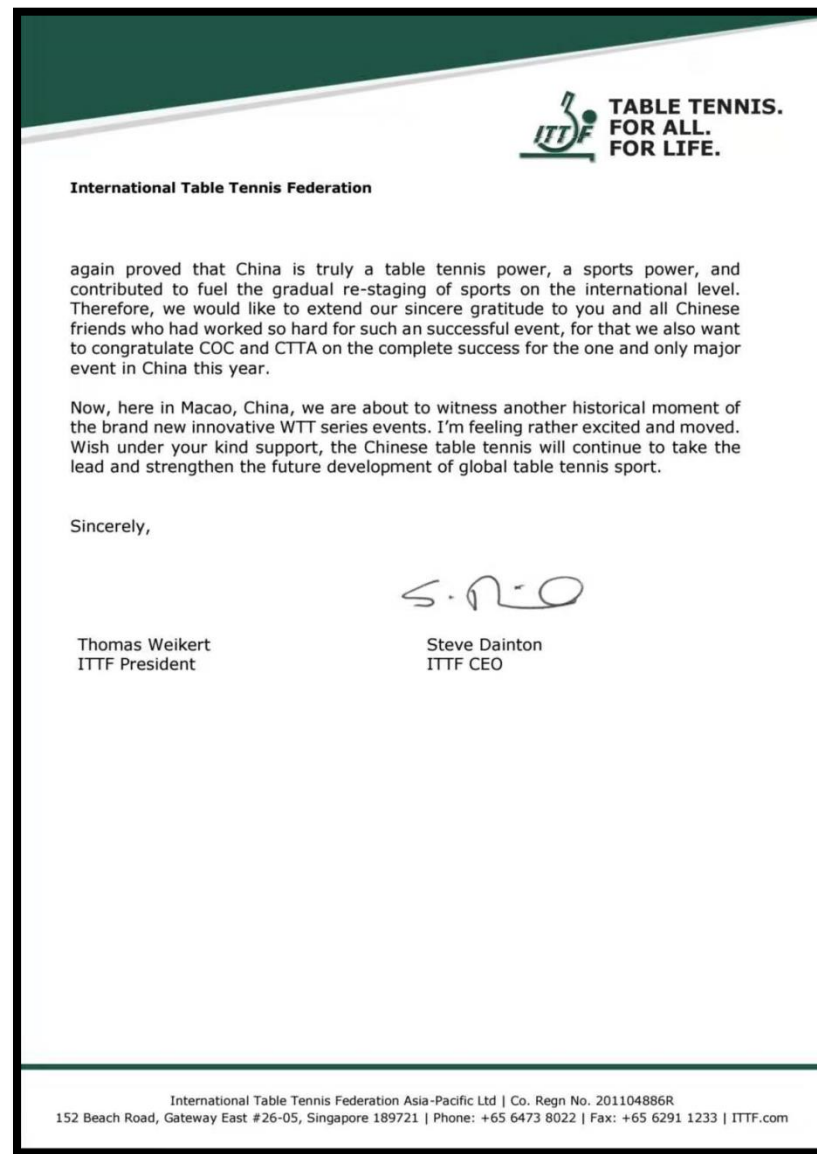 ITTF
TABLE TENNIS.
FOR ALL.
FOR LIFE.
International Table Tennis Federation
again proved that China is truly a table tennis power, a sports power, and
contributed to fuel the gradual re-staging of sports on the international level.
Therefore, we would like to extend our sincere gratitude to you and all Chinese
friends who had worked so hard for such an successful event, for that we also want
to congratulate COC and CTTA on the complete success for the one and only major
event in China this year.
Now, here in Macao, China, we are about to witness another historical moment of
the brand new innovative WTT series events. I'm feeling rather excited and moved.
Wish under your kind support, the Chinese table tennis will continue to take the
lead and strengthen the future development of global table tennis sport.
Sincerely,
Thomas Weikert
ITTF President
Steve Dainton
ITTF CEO
International Table Tennis Federation Asia-Pacific Ltd | Co. Regn No. 201104886R
152 Beach Road, Gateway East #26-05, Singapore 189721 | Phone: +65 6473 8022 | Fax: +65 6291 1233 | ITTF.com